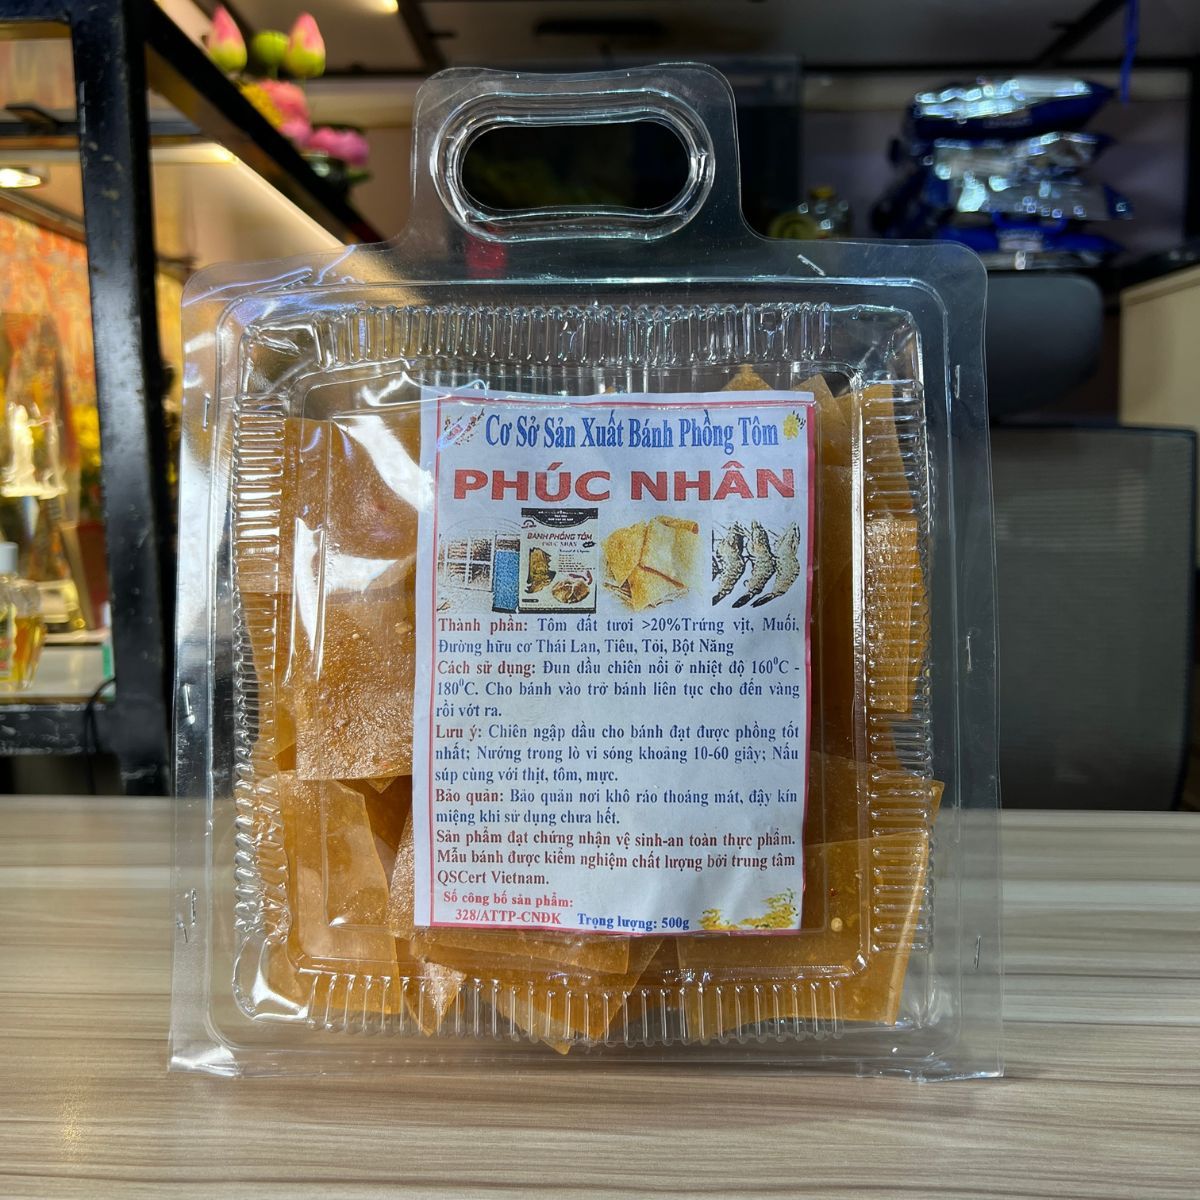 Cơ Sở Sản Xuất Bánh Phồng Tôm
PHÚC NHÂN
BÁNH PHỒNG TÔM
PHÚC NHÂN
Thành phần: Tôm đất tươi >20%Trứng vịt, Muối,
Đường hữu cơ Thái Lan, Tiêu, Tỏi, Bột Năng
Cách sử dụng: Đun dầu chiên nồi ở nhiệt độ 160⁰C -
180⁰C. Cho bánh vào trở bánh liên tục cho đến vàng
rồi vớt ra.
Lưu ý: Chiên ngập dầu cho bánh đạt được phồng tốt
nhất; Nướng trong lò vi sóng khoảng 10-60 giây; Nấu
súp cùng với thịt, tôm, mực.
Bảo quản: Bảo quản nơi khô ráo thoáng mát, đậy kín
miệng khi sử dụng chưa hết.
Sản phẩm đạt chứng nhận vệ sinh-an toàn thực phẩm.
Mẫu bánh được kiểm nghiệm chất lượng bởi trung tâm
QSCert Vietnam.
Số công bố sản phẩm:
328/ATTP-CNĐK
Trọng lượng: 500g